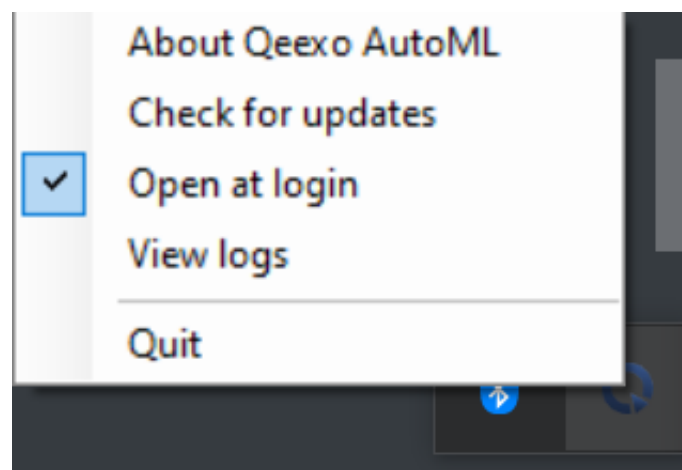 About Qeexo AutoML
Check for updates
Open at login
View logs
Quit